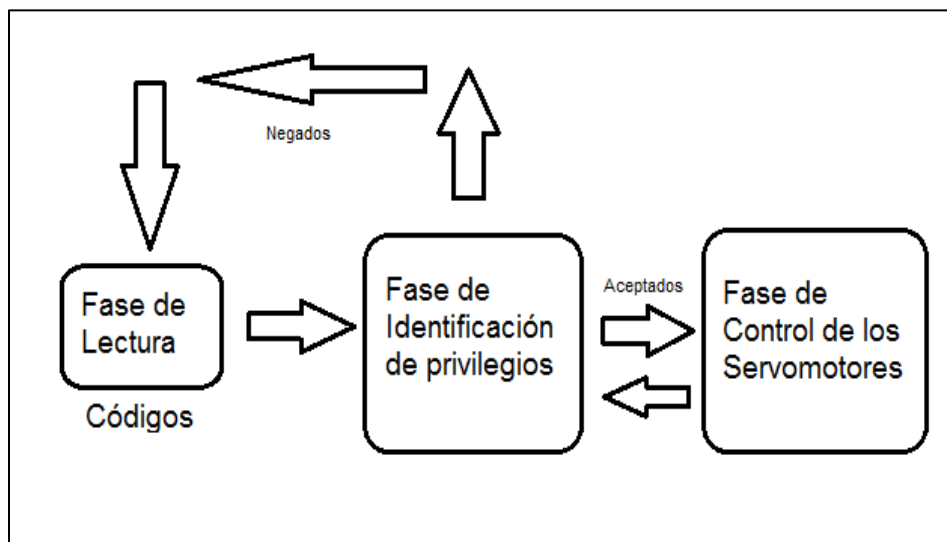 Negados
Fase de
Lectura
Códigos
Fase de
Identificación
de privilegios
Aceptados
Fase de
Control de los
Servomotores